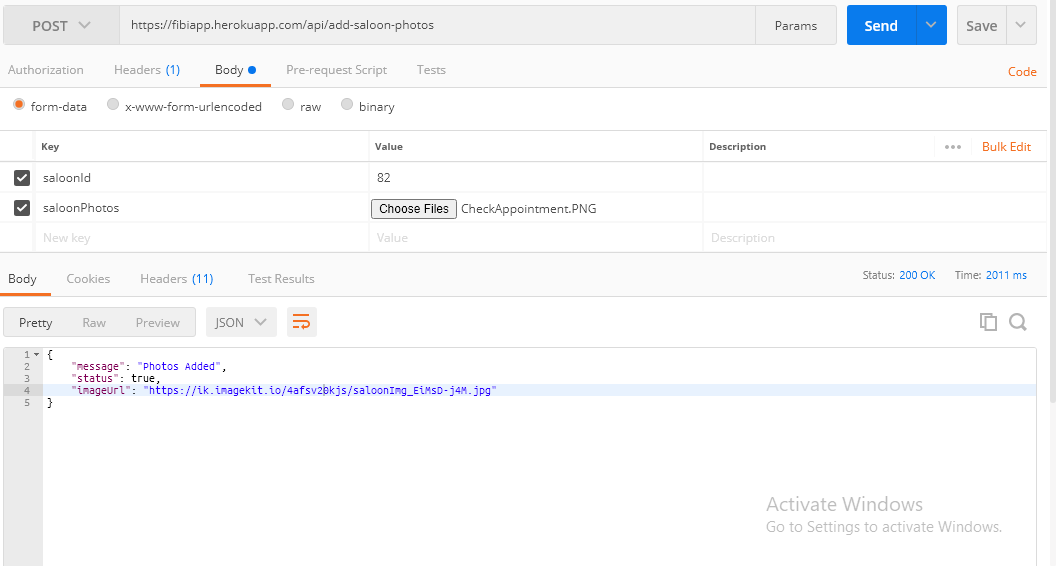 POST https://fibiapp.herokuapp.com/api/add-saloon-photos Params Send Save
Authorization Headers (1) Body Pre-request Script Tests Code
form-data x-www-form-urlencoded raw binary
Key Value Description Bulk Edit
saloonId 82
saloonPhotos Choose Files CheckAppointment.PNG
New key Value Description
Body Cookies Headers (11) Test Results Status: 200 OK Time: 2011 ms
Pretty Raw Preview JSON
1 {
2 "message": "Photos Added",
3 "status": true,
4 "imageUrl": "https://ik.imagekit.io/4afsv20kjs/saloonImg_EiMsD-j4M.jpg"
5 }
Activate Windows
Go to Settings to activate Windows.